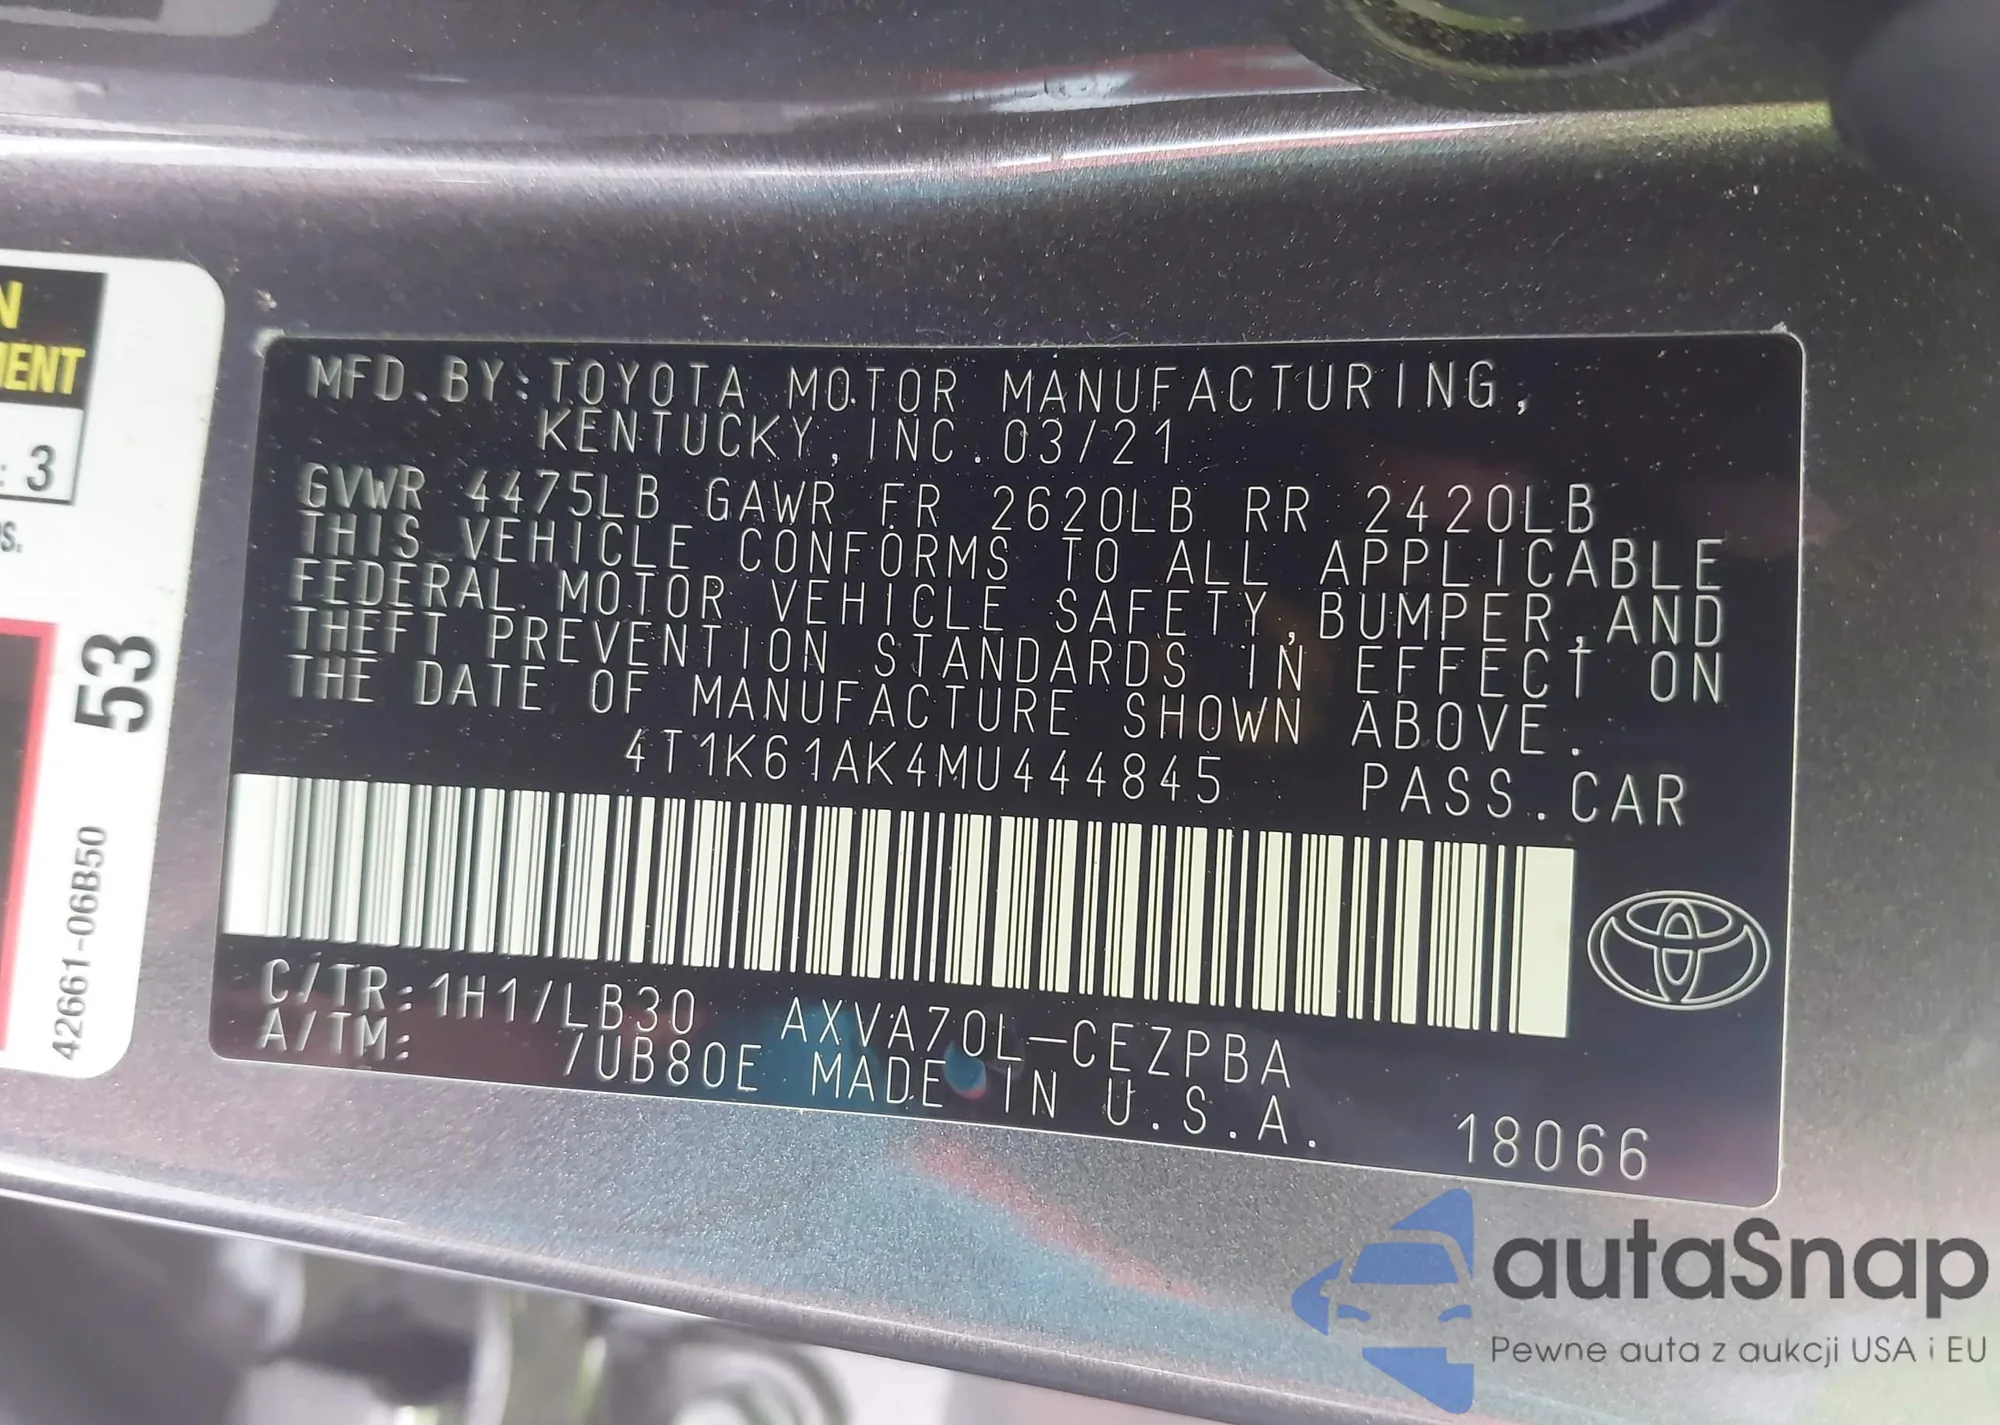 N
MENT
: 3
S.
53
42661-06B50
MFD.BY:TOYOTA MOTOR MANUFACTURING,
KENTUCKY, INC.03/21
GVWR 4475LB GAWR FR 2620LB RR 2420LB
THIS VEHICLE CONFORMS TO ALL APPLICABLE
FEDERAL MOTOR VEHICLE SAFETY,BUMPER,AND
THEFT PREVENTION STANDARDS IN EFFECT ON
THE DATE OF MANUFACTURE SHOWN ABOVE.
4T1K61AK4MU444845 PASS.CAR
C/TR:1H1/LB30 AXVA70L-CEZPBA
A/TM: 7UB80E MADE IN U.S.A.
18066
autaSnap
Pewne auta z aukcji USA i EU